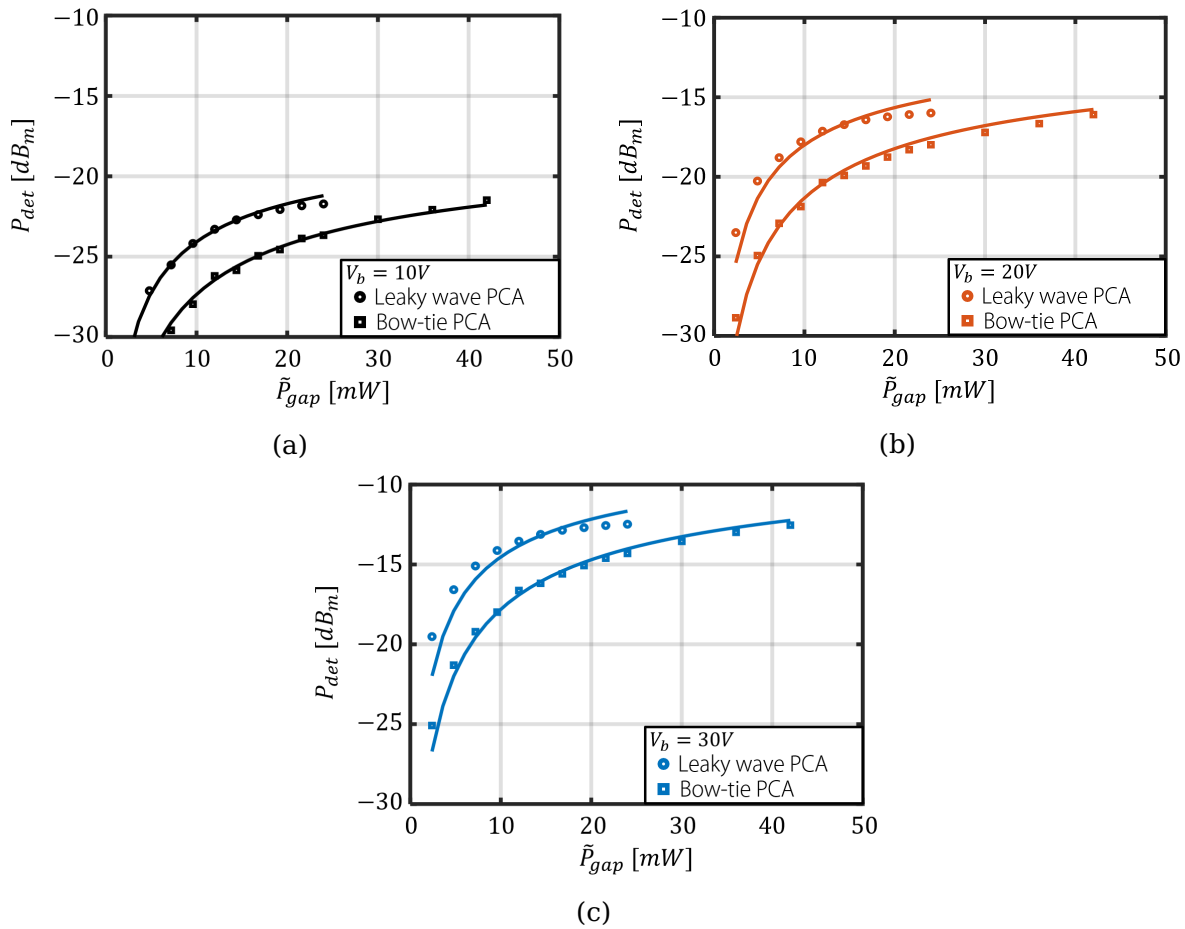 −10
−15
−20
−25
−30
P_det [dB_m]
0 10 20 30 40 50
P̃_gap [mW]
V_b = 10V
Leaky wave PCA
Bow-tie PCA
(a)
−10
−15
−20
−25
−30
P_det [dB_m]
0 10 20 30 40 50
P̃_gap [mW]
V_b = 20V
Leaky wave PCA
Bow-tie PCA
(b)
−10
−15
−20
−25
−30
P_det [dB_m]
0 10 20 30 40 50
P̃_gap [mW]
V_b = 30V
Leaky wave PCA
Bow-tie PCA
(c)